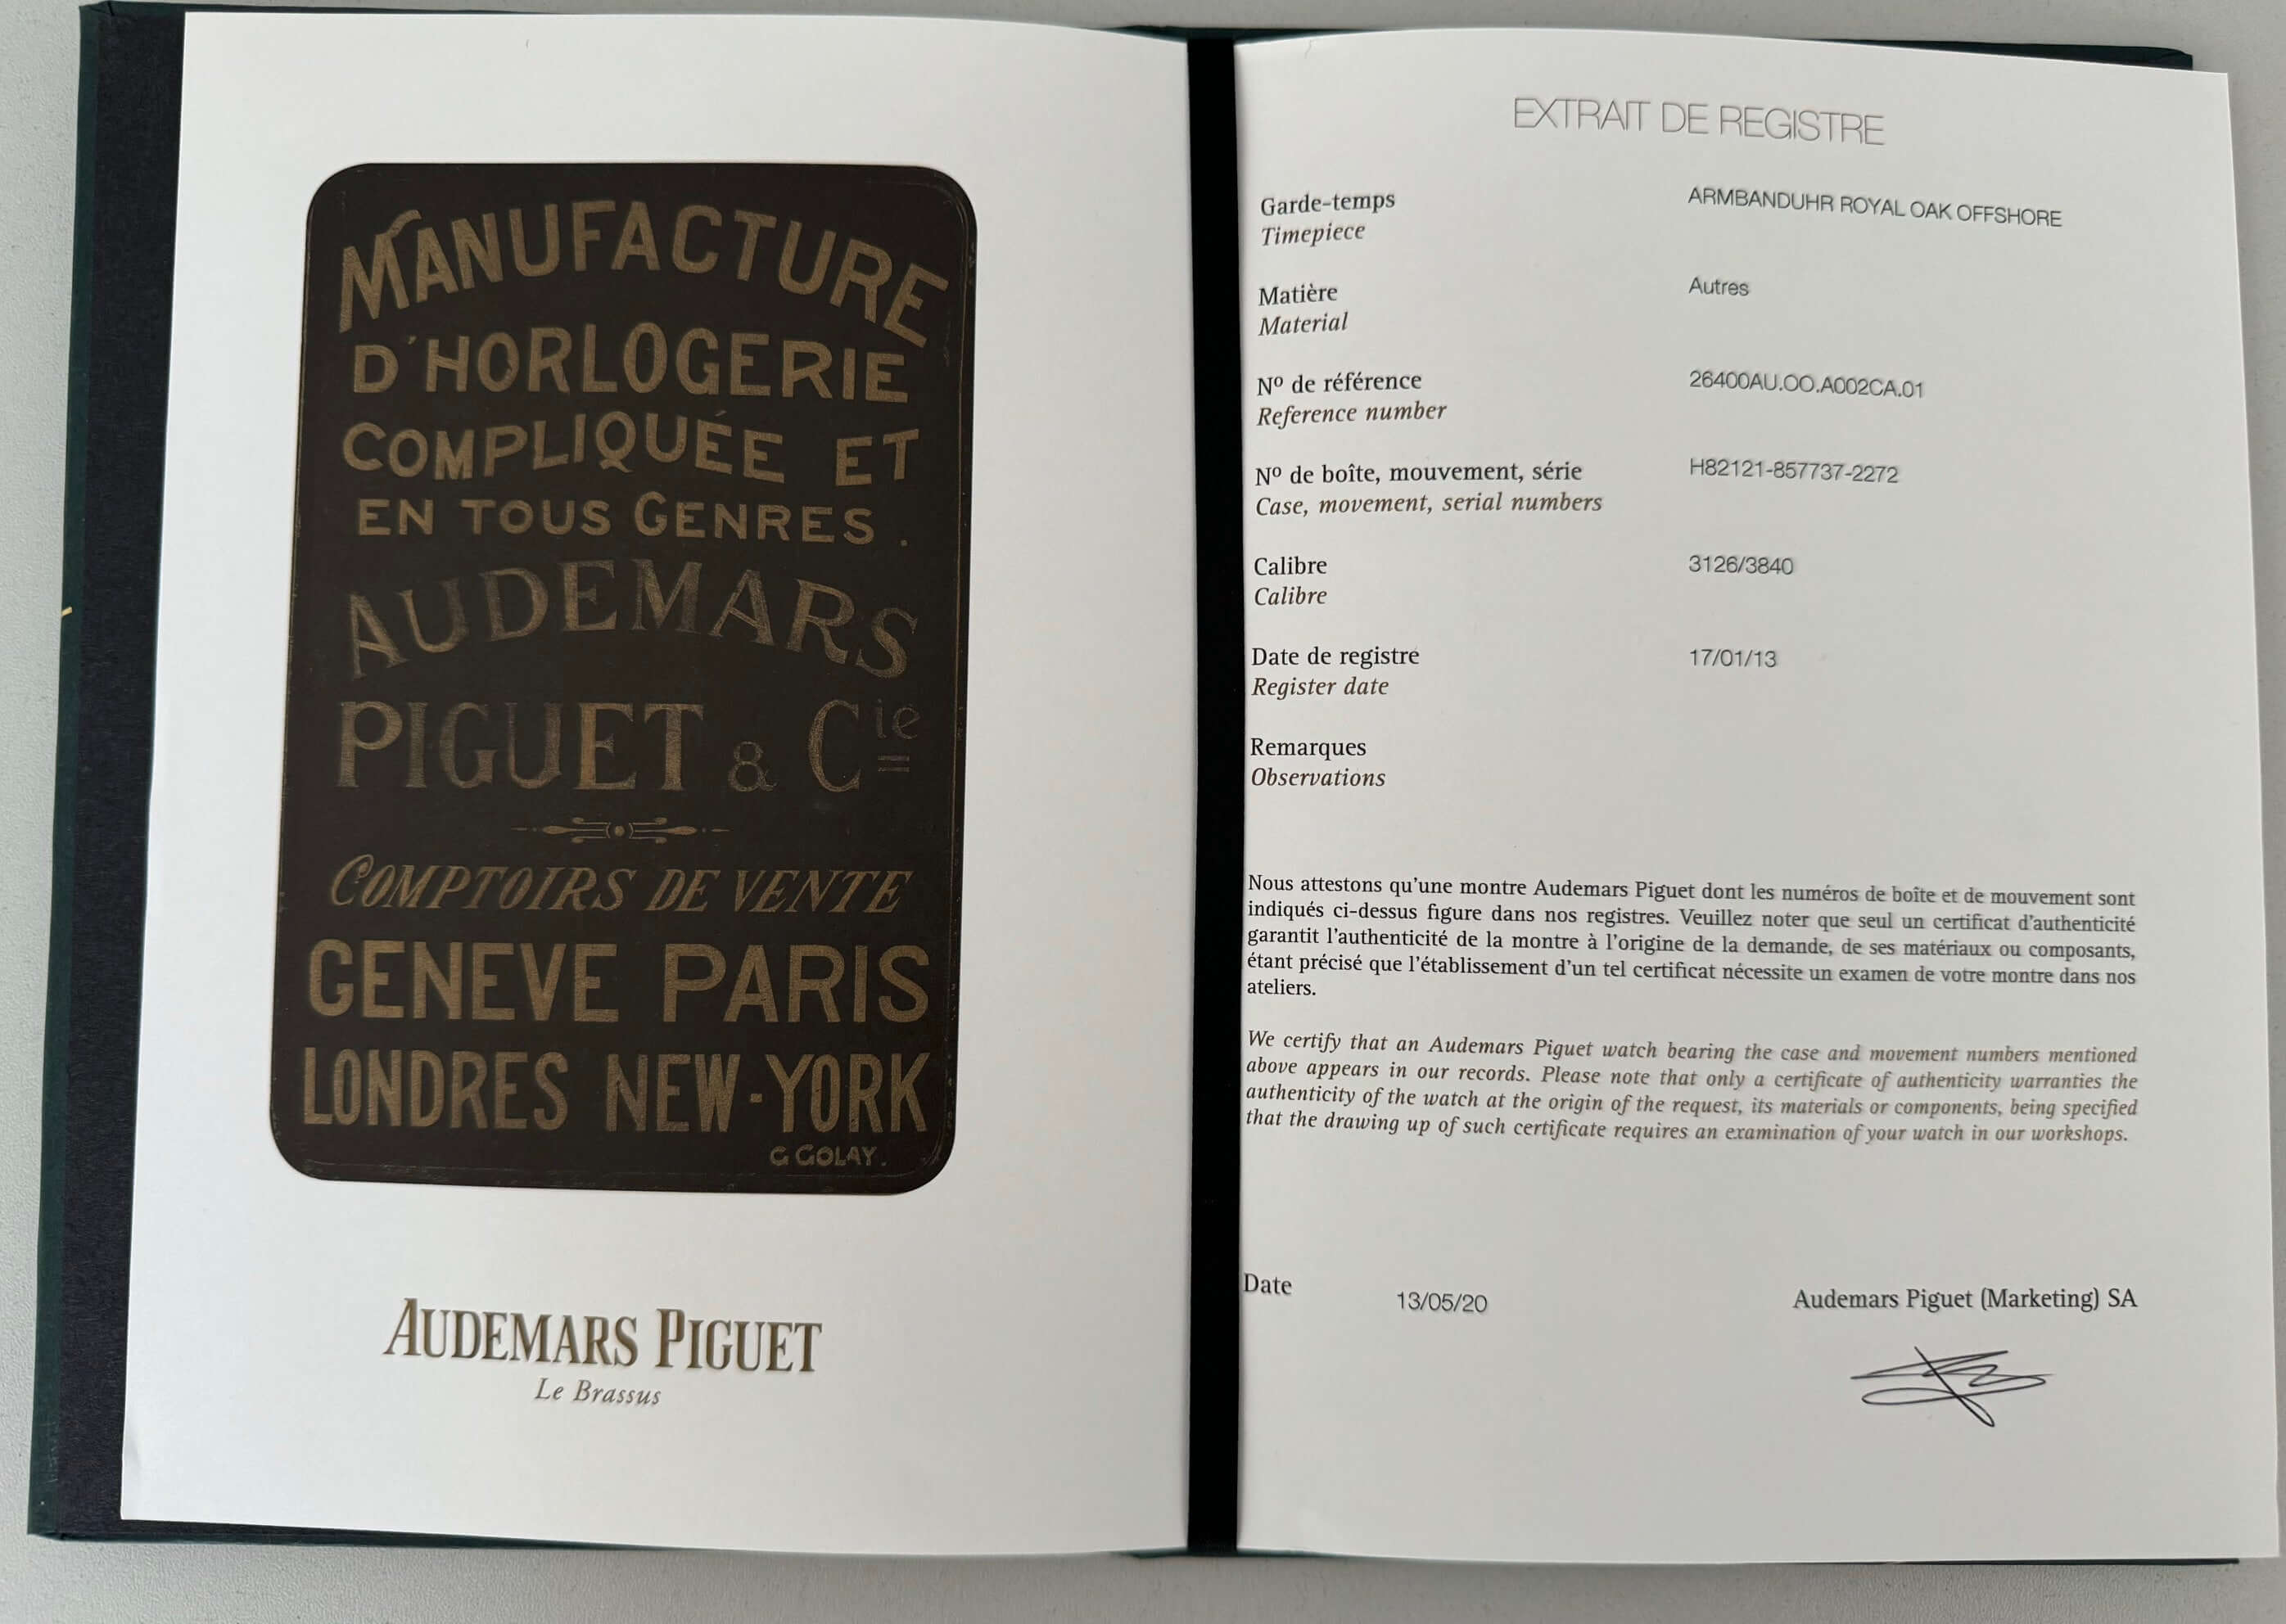 MANUFACTURE
D'HORLOGERIE
COMPLIQUÉE ET
EN TOUS GENRES.
AUDEMARS
PIGUET & Cie
COMPTOIRS DE VENTE
GENEVE PARIS
LONDRES NEW-YORK
G GOLAY.
AUDEMARS PIGUET
Le Brassus
EXTRAIT DE REGISTRE
Garde-temps ARMBANDUHR ROYAL OAK OFFSHORE
Timepiece
Matière Autres
Material
Nº de référence 26400AU.OO.A002CA.01
Reference number
Nº de boîte, mouvement, série H82121-857737-2272
Case, movement, serial numbers
Calibre 3126/3840
Calibre
Date de registre 17/01/13
Register date
Remarques
Observations
Nous attestons qu'une montre Audemars Piguet dont les numéros de boîte et de mouvement sont
indiqués ci-dessus figure dans nos registres. Veuillez noter que seul un certificat d'authenticité
garantit l'authenticité de la montre à l'origine de la demande, de ses matériaux ou composants,
étant précisé que l'établissement d'un tel certificat nécessite un examen de votre montre dans nos
ateliers.
We certify that an Audemars Piguet watch bearing the case and movement numbers mentioned
above appears in our records. Please note that only a certificate of authenticity warranties the
authenticity of the watch at the origin of the request, its materials or components, being specified
that the drawing up of such certificate requires an examination of your watch in our workshops.
Date 13/05/20 Audemars Piguet (Marketing) SA